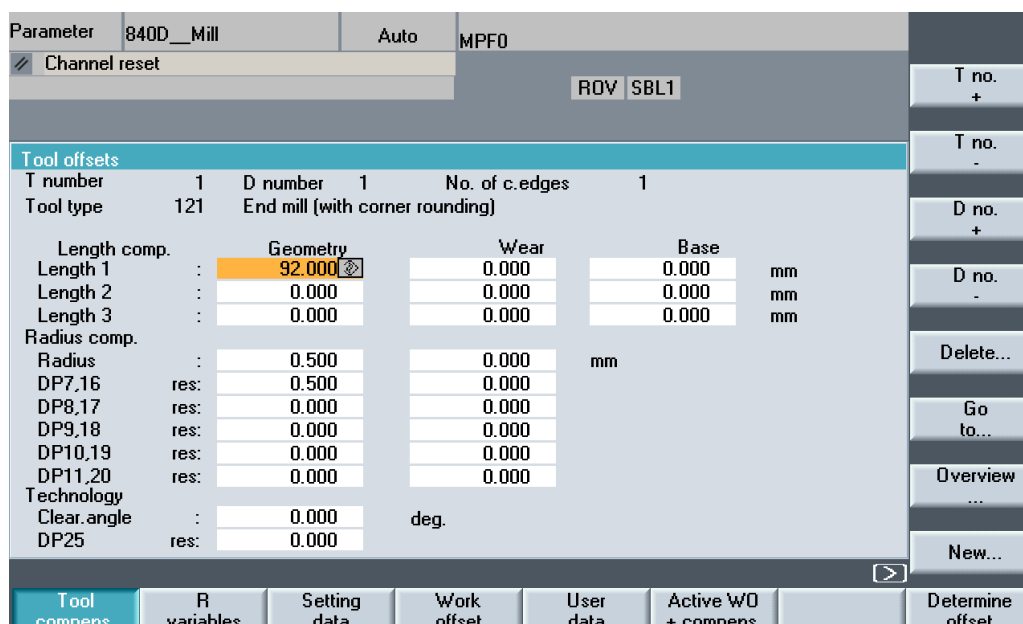 Parameter 840D__Mill Auto MPF0
Channel reset
ROV SBL1
Tool offsets
T number 1 D number 1 No. of c.edges 1
Tool type 121 End mill (with corner rounding)
Length comp. Geometry Wear Base
Length 1 : 92.000 0.000 0.000 mm
Length 2 : 0.000 0.000 0.000 mm
Length 3 : 0.000 0.000 0.000 mm
Radius comp.
Radius : 0.500 0.000 mm
DP7,16 res: 0.500 0.000
DP8,17 res: 0.000 0.000
DP9,18 res: 0.000 0.000
DP10,19 res: 0.000 0.000
DP11,20 res: 0.000 0.000
Technology
Clear.angle : 0.000 deg.
DP25 res: 0.000
T no.
+
T no.
-
D no.
+
D no.
-
Delete...
Go
to...
Overview
...
New...
Tool
compens.
R
variables
Setting
data
Work
offset
User
data
Active WO
+ compens.
Determine
offset